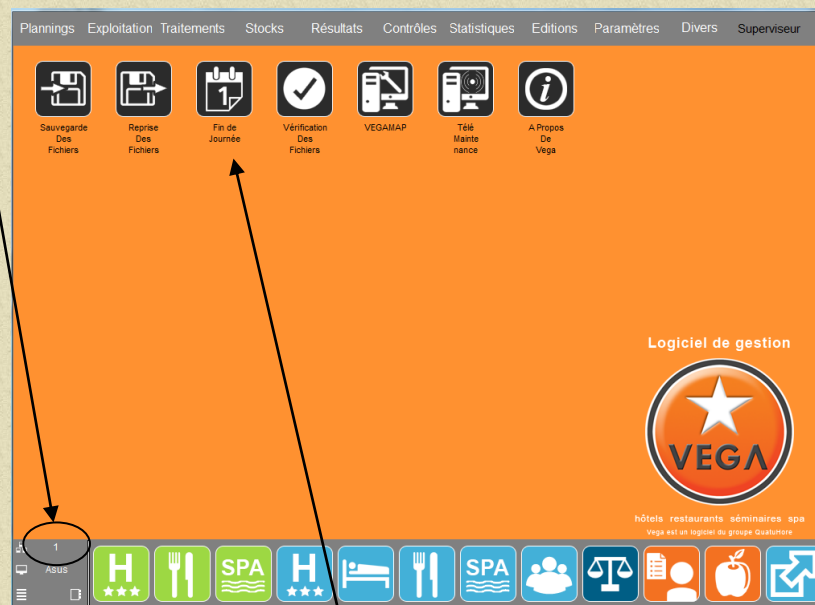 Plannings Exploitation Traitements Stocks Résultats Contrôles Statistiques Editions Paramètres Divers Superviseur
1
Sauvegarde
Des
Fichiers
Reprise
Des
Fichiers
Fin de
Journée
Vérification
Des
Fichiers
VEGAMAP
Télé
Mainte
nance
A Propos
De
Vega
Logiciel de gestion
VEGA
hôtels restaurants séminaires spa
Vega est un logiciel du groupe Quatuhore
1
Asus
H
SPA
H
SPA